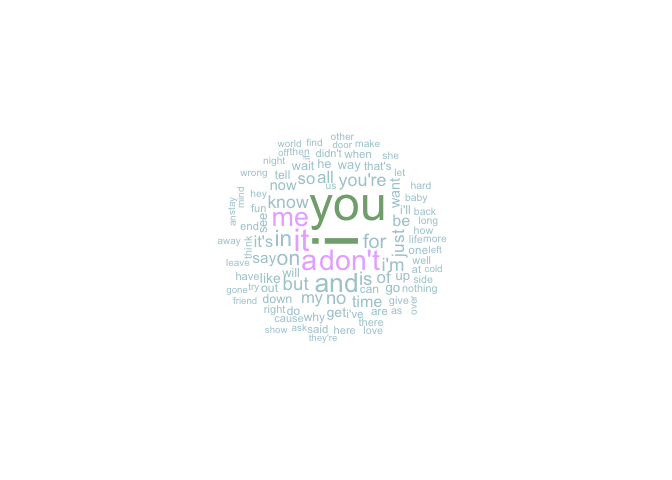 other
world find door make
off then if didn't when she
night wait he way that's
wrong tell so all you're let
now us want hard
mind hey know you baby
an stay fun me i'll back
see be long
end i in it for just how
away it's life more
think say on a don't i'm one left
leave well
have like will and is of up at cold
gone try out but can go side
nothing
friend down my no time give over
right do get i've are as
cause why there
show ask said here love
they're